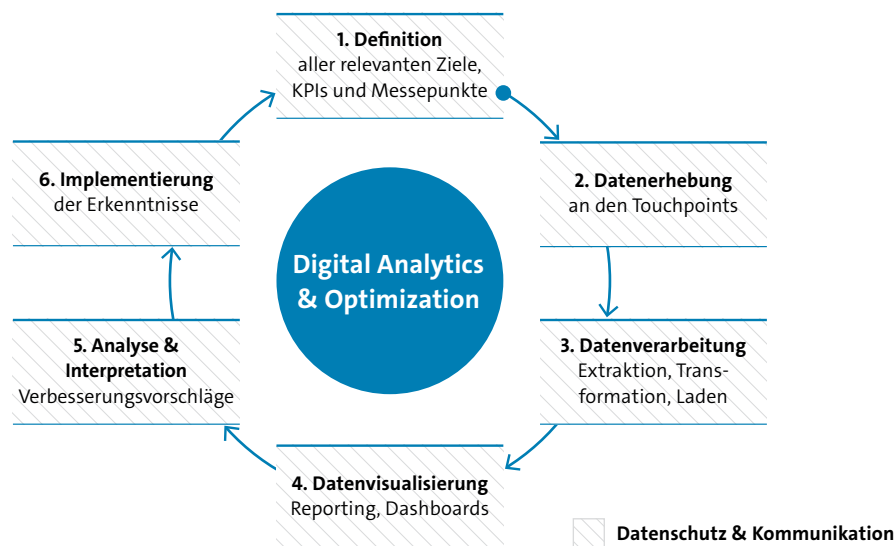 1. Definition
aller relevanten Ziele,
KPIs und Messepunkte
2. Datenerhebung
an den Touchpoints
3. Datenverarbeitung
Extraktion, Trans-
formation, Laden
4. Datenvisualisierung
Reporting, Dashboards
5. Analyse &
Interpretation
Verbesserungsvorschläge
6. Implementierung
der Erkenntnisse
Digital Analytics
& Optimization
Datenschutz & Kommunikation